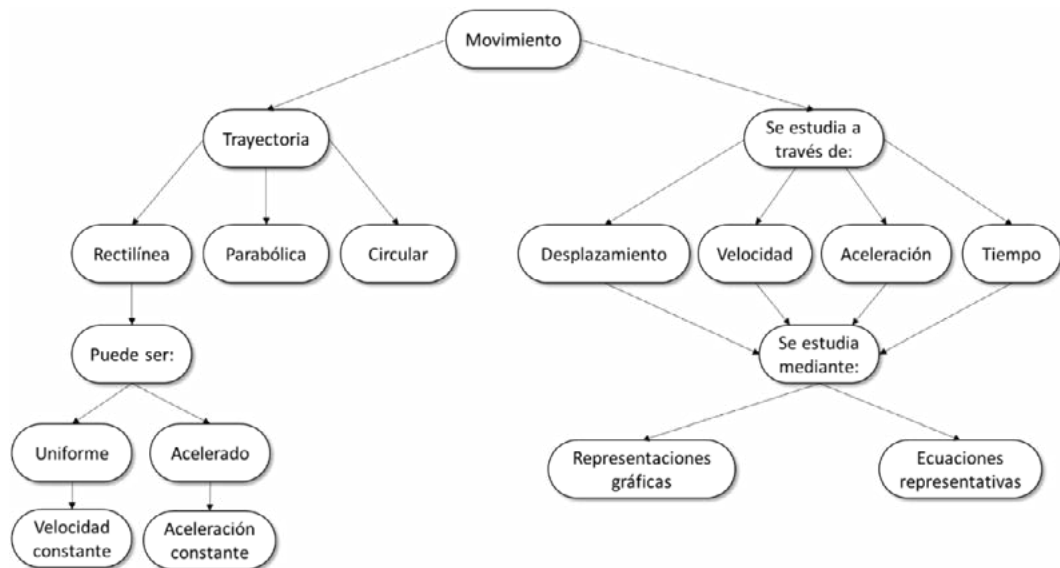 Movimiento
Trayectoria
Se estudia a
través de:
Rectilínea
Parabólica
Circular
Desplazamiento
Velocidad
Aceleración
Tiempo
Puede ser:
Se estudia
mediante:
Uniforme
Acelerado
Representaciones
gráficas
Ecuaciones
representativas
Velocidad
constante
Aceleración
constante